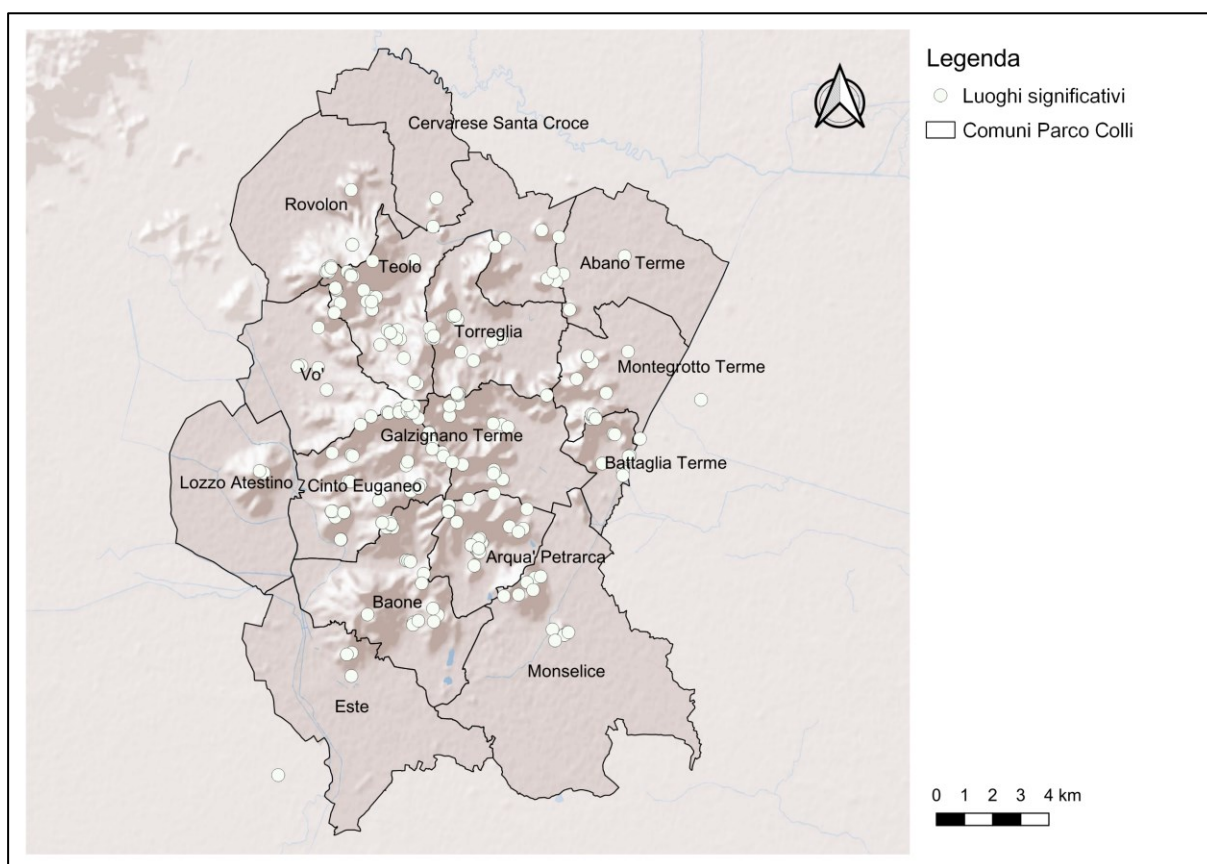 Legenda
Luoghi significativi
Comuni Parco Colli
Cervarese Santa Croce
Rovolon
Teolo
Abano Terme
Torreglia
Montegrotto Terme
Vo'
Galzignano Terme
Battaglia Terme
Lozzo Atestino
Cinto Euganeo
Arqua' Petrarca
Baone
Monselice
Este
0 1 2 3 4 km